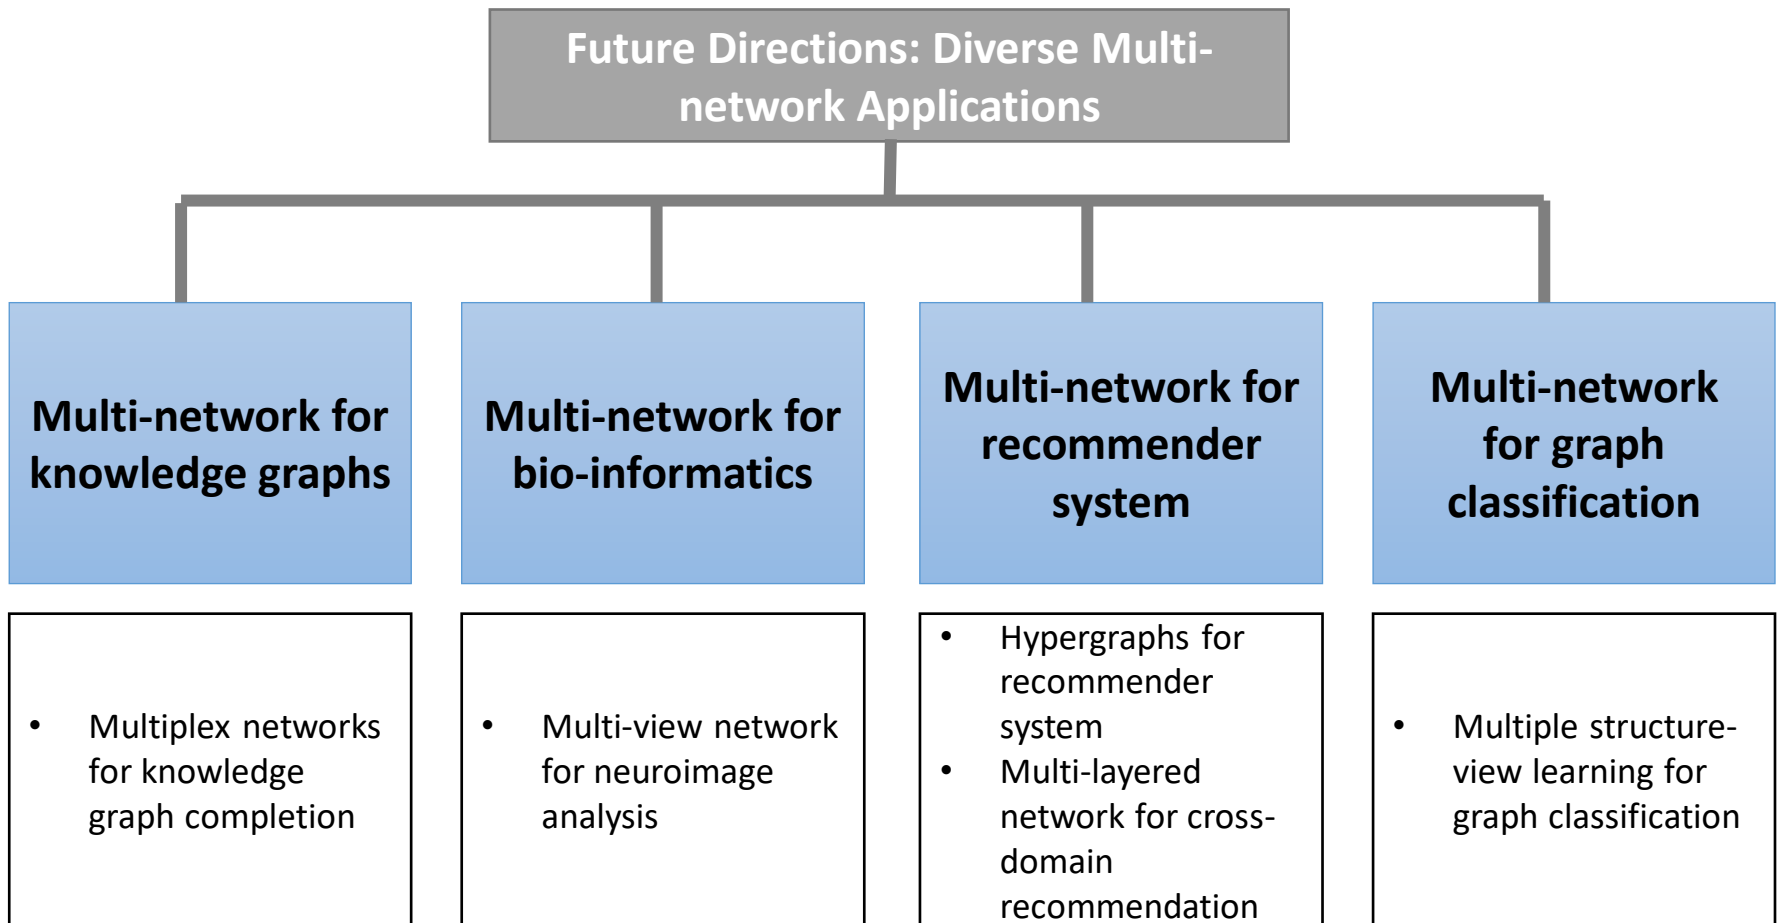 Future Directions: Diverse Multi-
network Applications
Multi-network for
knowledge graphs
Multi-network for
bio-informatics
Multi-network for
recommender
system
Multi-network
for graph
classification
• Multiplex networks
for knowledge
graph completion
• Multi-view network
for neuroimage
analysis
• Hypergraphs for
recommender
system
• Multi-layered
network for cross-
domain
recommendation
• Multiple structure-
view learning for
graph classification